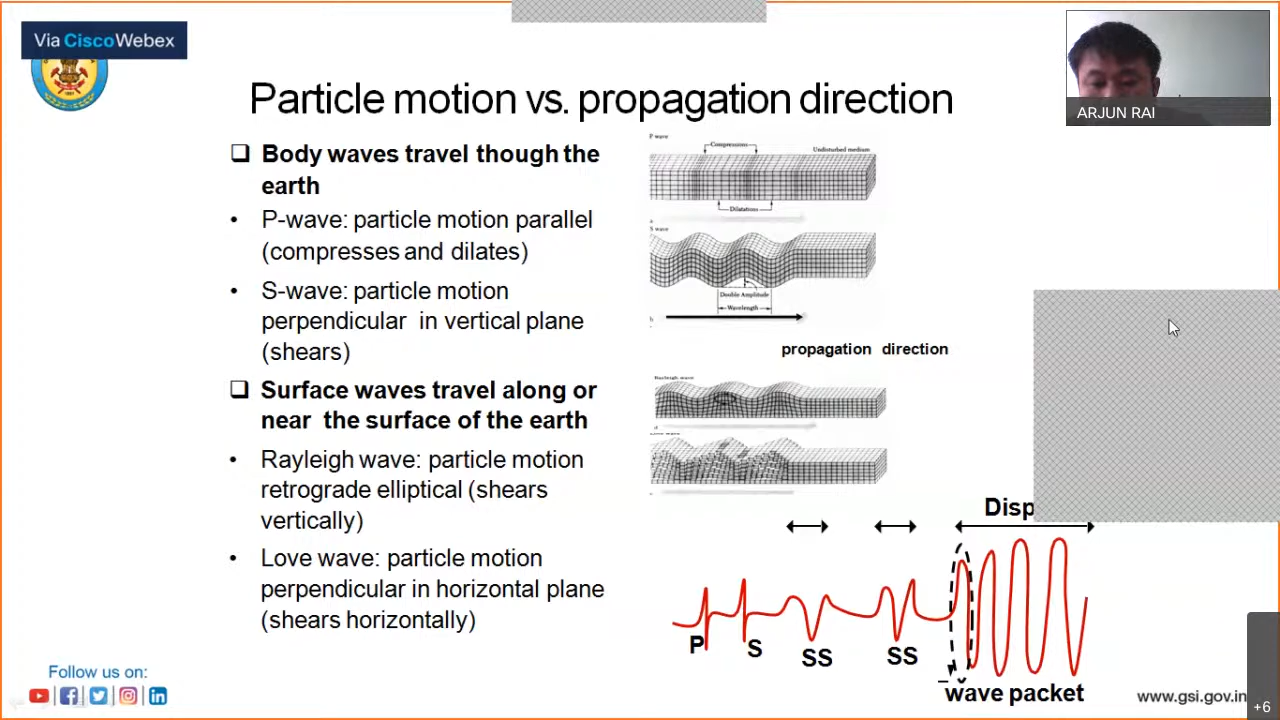 Via CiscoWebex
ARJUN RAI
Particle motion vs. propagation direction
Body waves travel though the
earth
P-wave: particle motion parallel
(compresses and dilates)
S-wave: particle motion
perpendicular in vertical plane
(shears)
Surface waves travel along or
near the surface of the earth
Rayleigh wave: particle motion
retrograde elliptical (shears
vertically)
Love wave: particle motion
perpendicular in horizontal plane
(shears horizontally)
P wave
Compressions
Undisturbed medium
Dilatations
S wave
Double Amplitude
Wavelength
propagation direction
Rayleigh wave
Disp
P
S
SS
SS
wave packet
Follow us on:
www.gsi.gov.in
+6